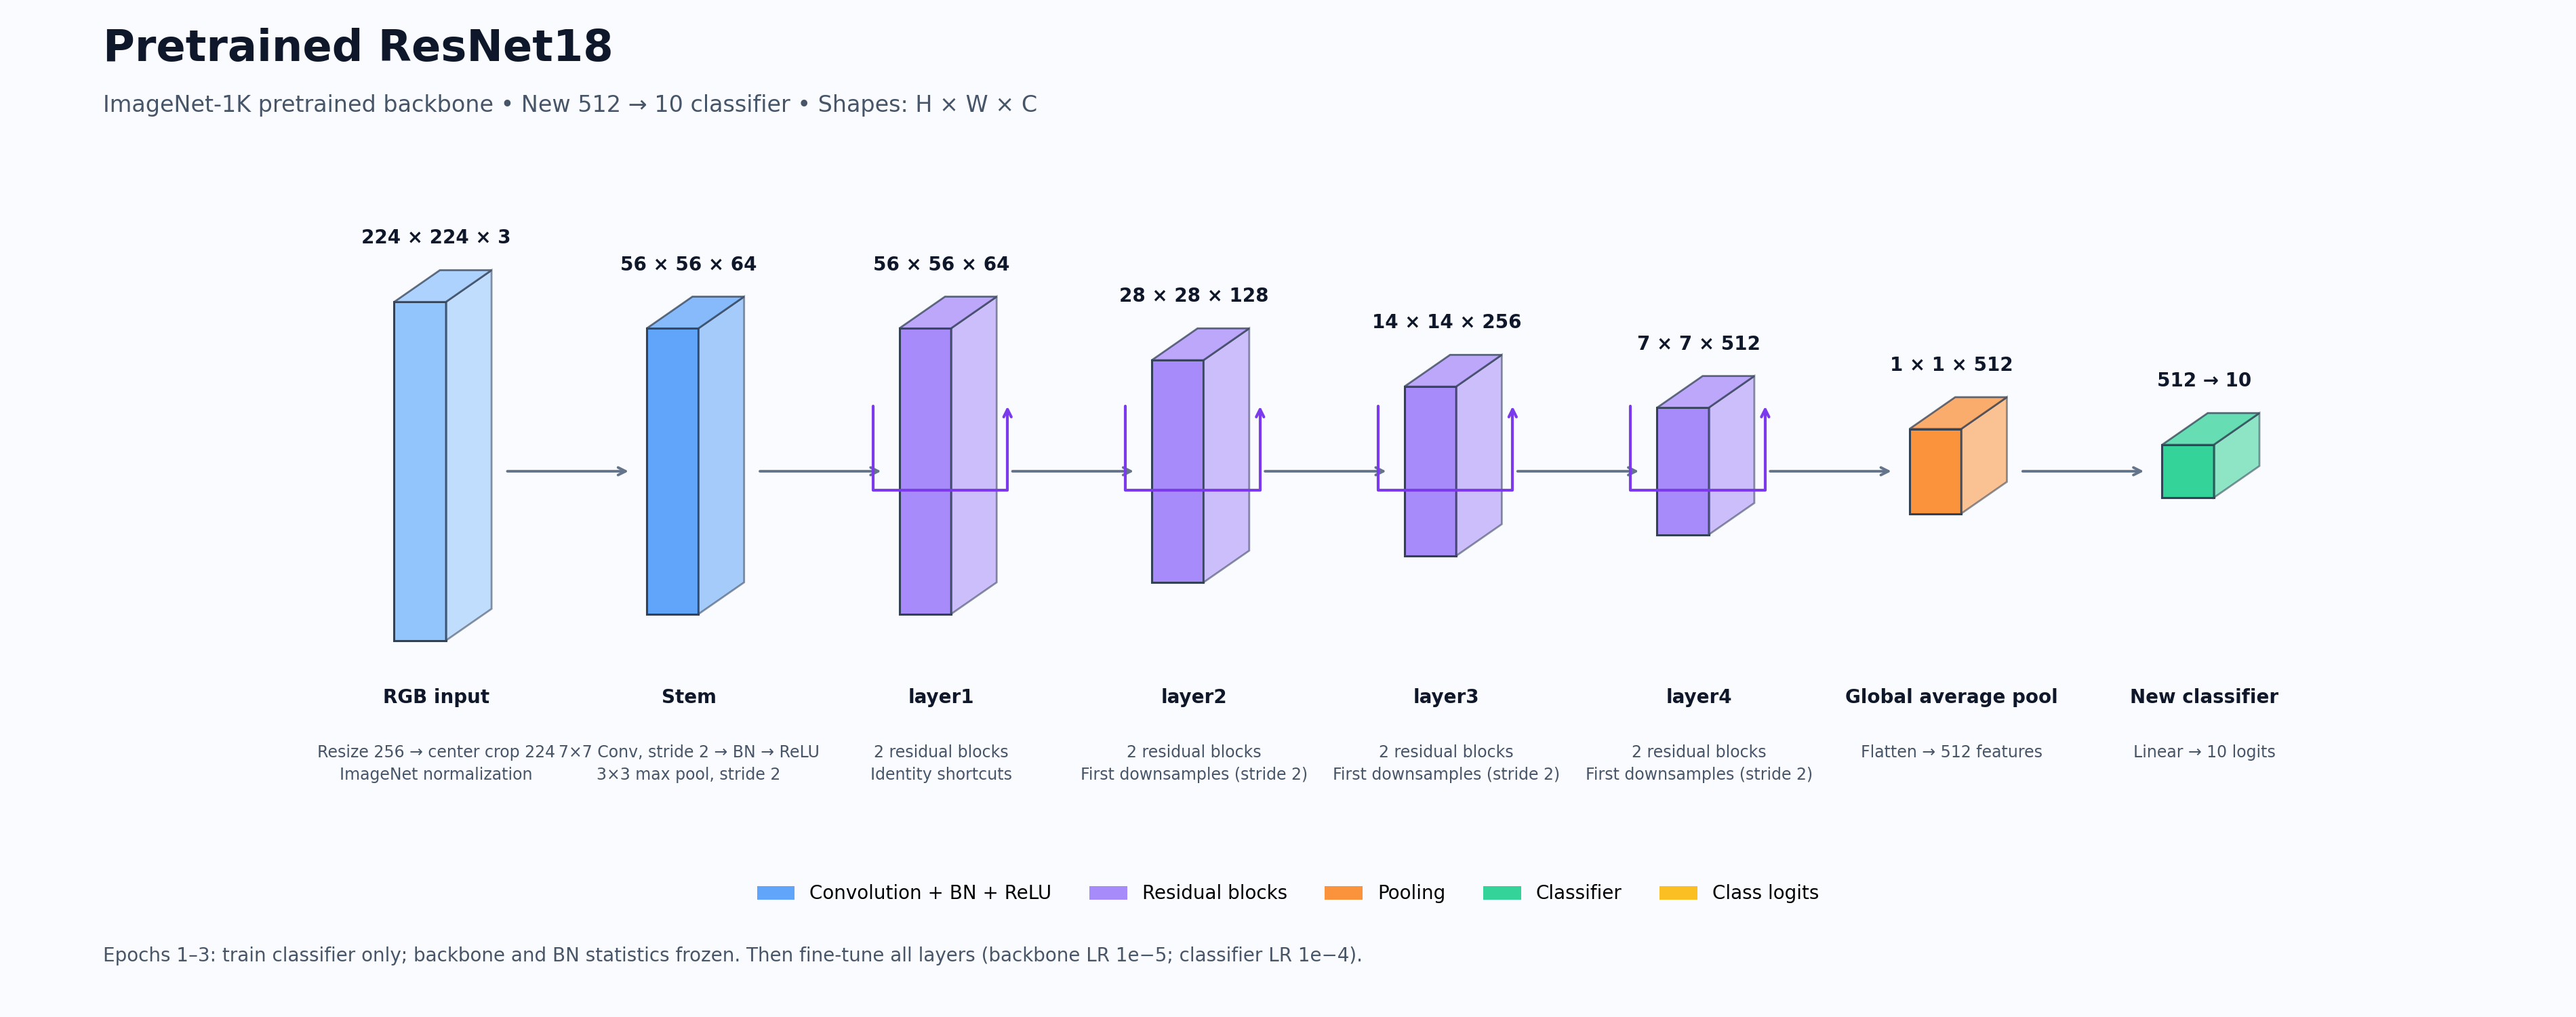 Pretrained ResNet18
ImageNet-1K pretrained backbone • New 512 → 10 classifier • Shapes: H × W × C
224 × 224 × 3
56 × 56 × 64
56 × 56 × 64
28 × 28 × 128
14 × 14 × 256
7 × 7 × 512
1 × 1 × 512
512 → 10
RGB input
Resize 256 → center crop 224
ImageNet normalization
Stem
7×7 Conv, stride 2 → BN → ReLU
3×3 max pool, stride 2
layer1
2 residual blocks
Identity shortcuts
layer2
2 residual blocks
First downsamples (stride 2)
layer3
2 residual blocks
First downsamples (stride 2)
layer4
2 residual blocks
First downsamples (stride 2)
Global average pool
Flatten → 512 features
New classifier
Linear → 10 logits
Convolution + BN + ReLU
Residual blocks
Pooling
Classifier
Class logits
Epochs 1–3: train classifier only; backbone and BN statistics frozen. Then fine-tune all layers (backbone LR 1e−5; classifier LR 1e−4).